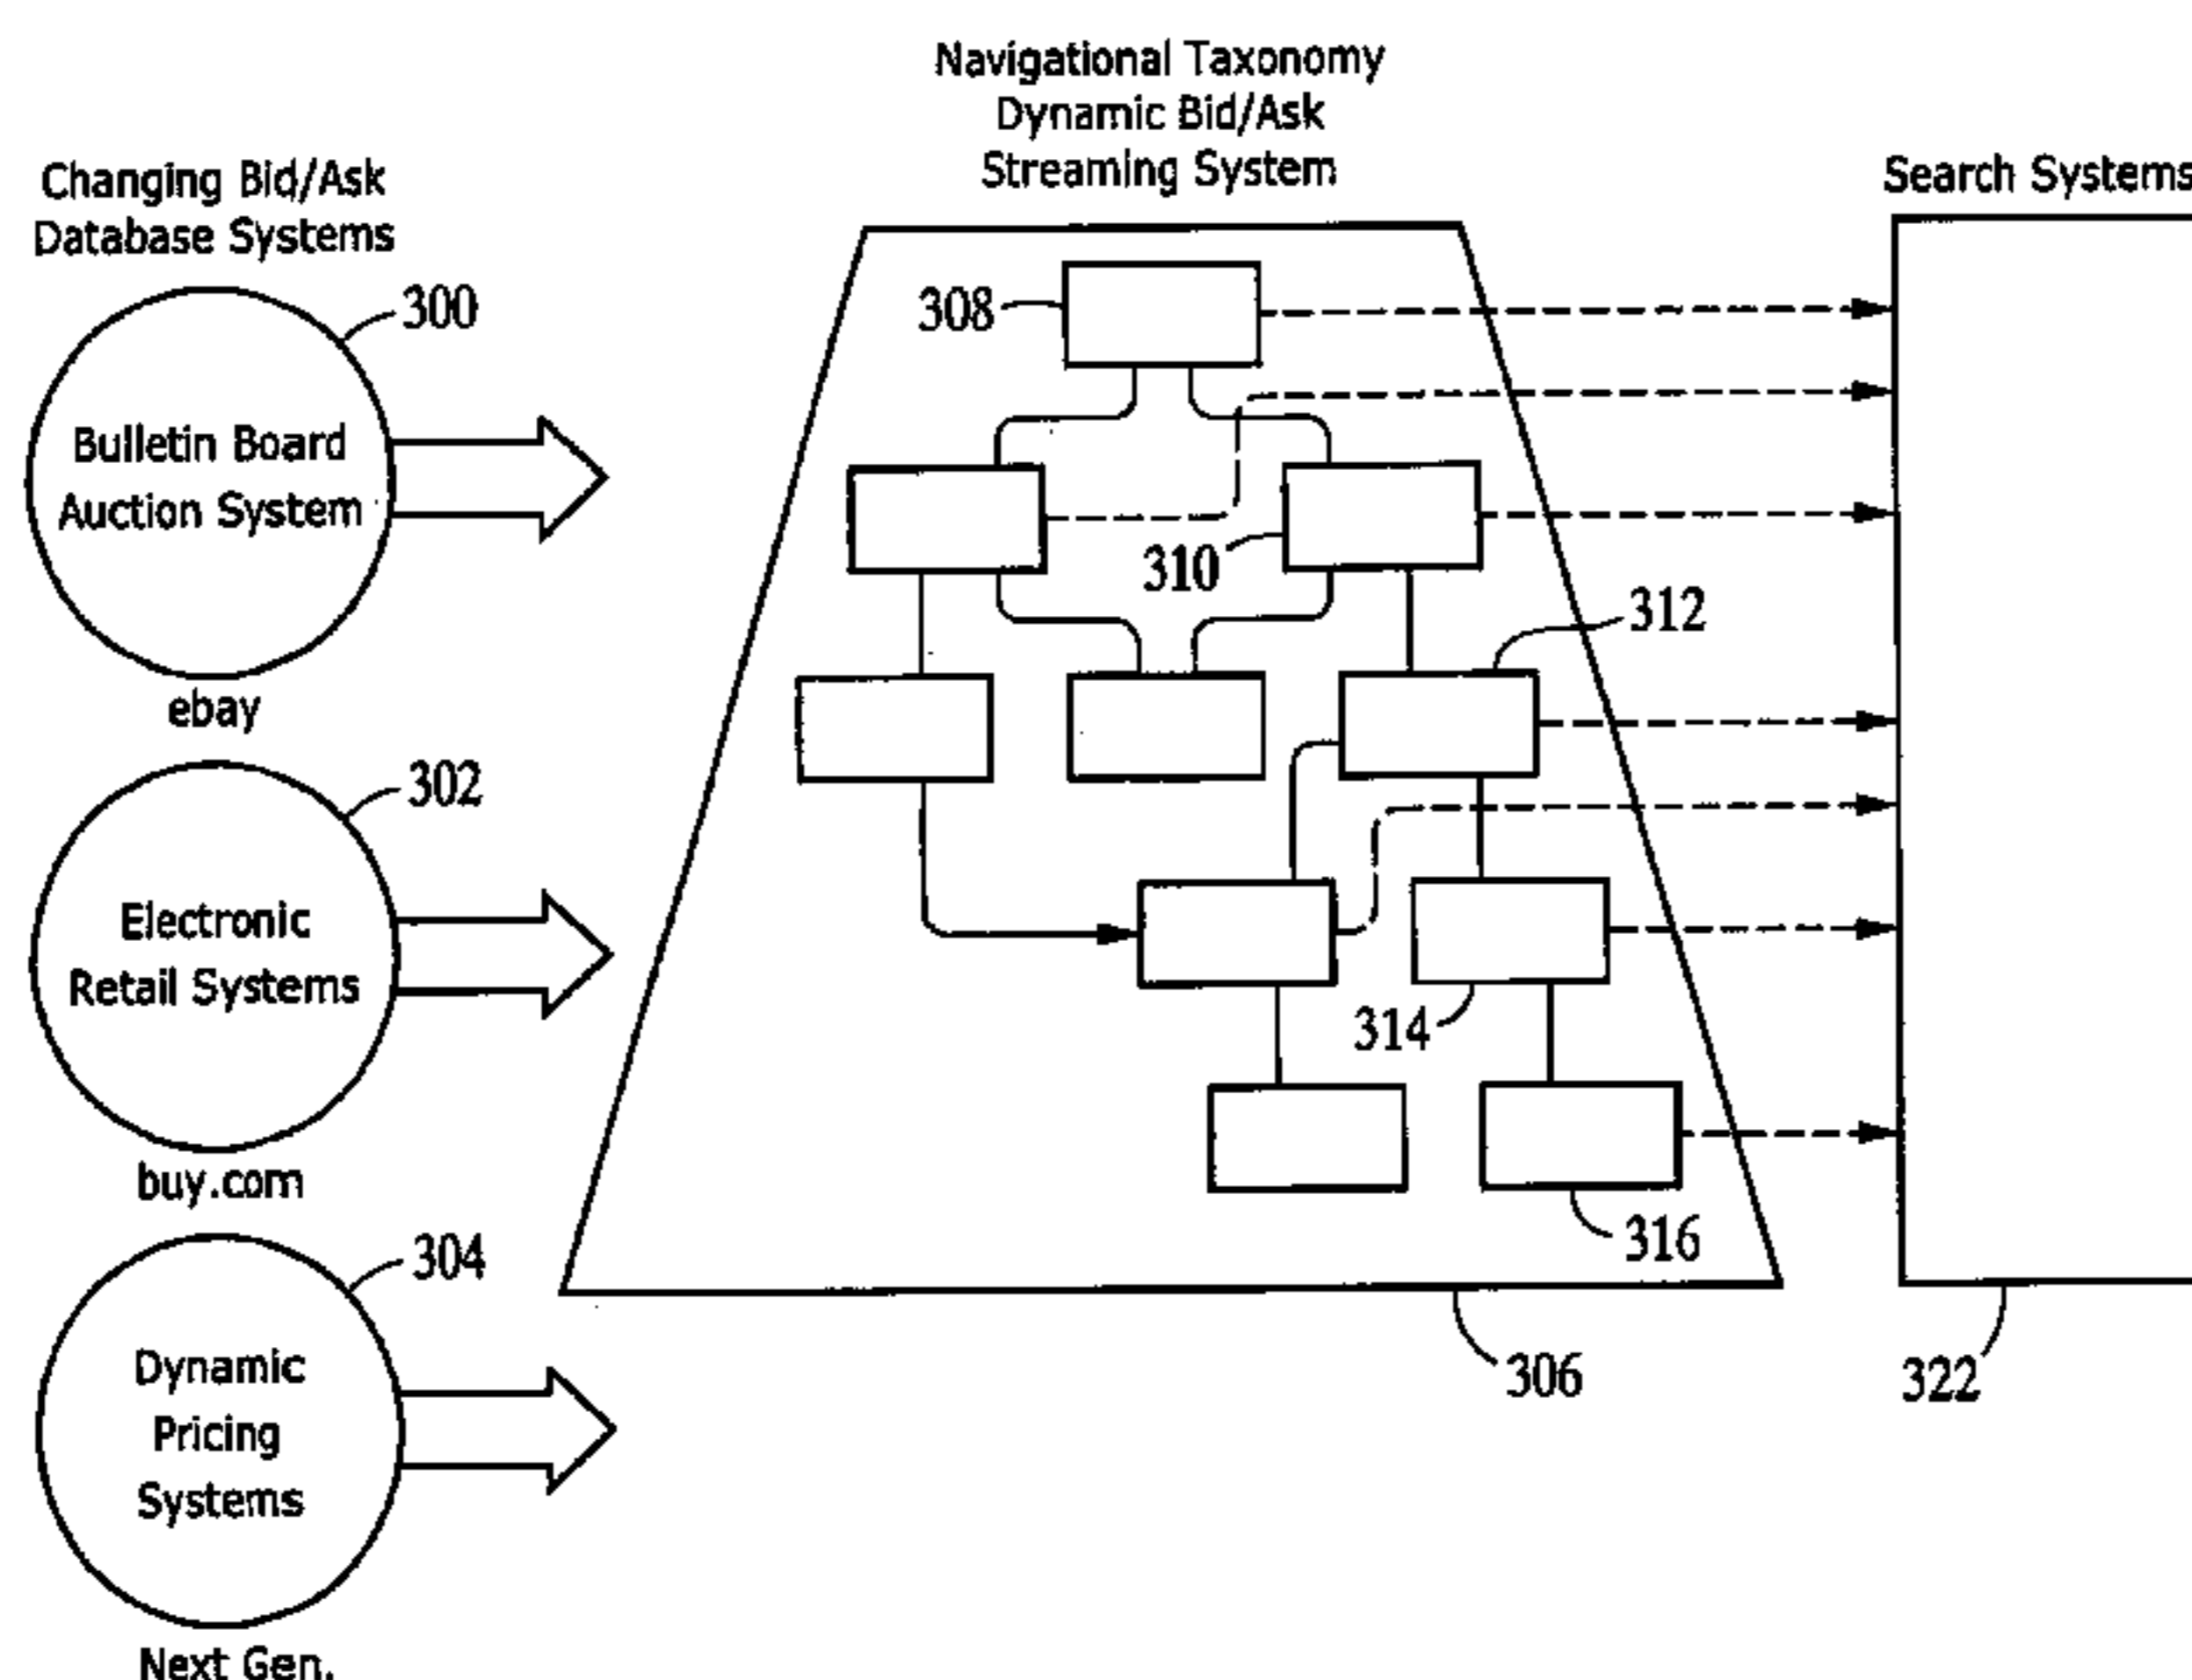 Navigational Taxonomy
Dynamic Bid/Ask
Streaming System
Changing Bid/Ask
Database Systems
Search Systems
300
Bulletin Board
Auction System
ebay
302
Electronic
Retail Systems
buy.com
304
Dynamic
Pricing
Systems
Next Gen.
308
310
312
314
316
306
322